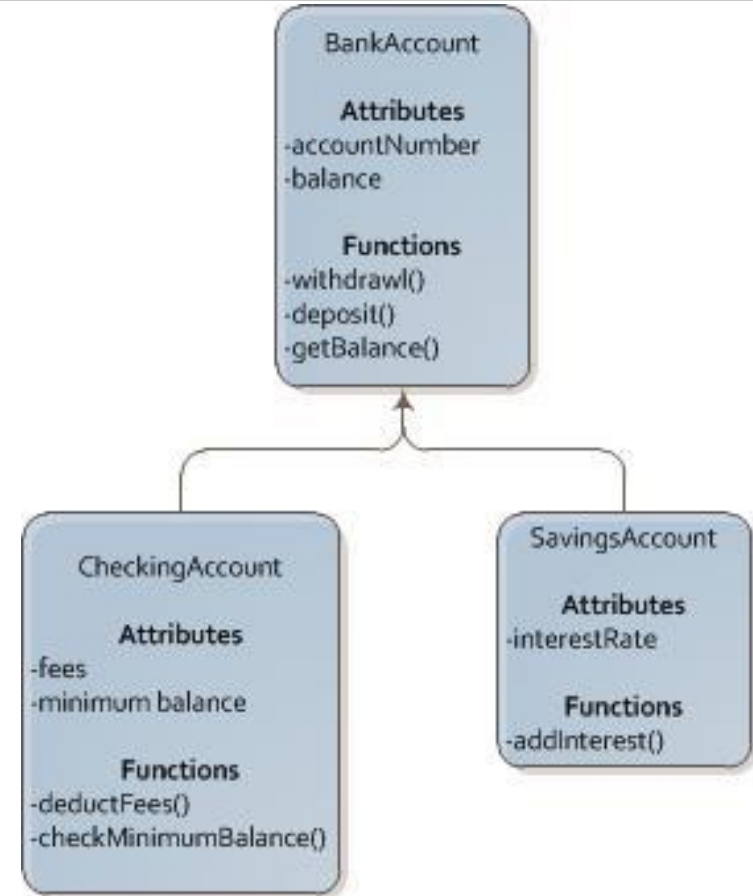 BankAccount
Attributes
-accountNumber
-balance
Functions
-withdrawl()
-deposit()
-getBalance()
CheckingAccount
Attributes
-fees
-minimum balance
Functions
-deductFees()
-checkMinimumBalance()
SavingsAccount
Attributes
-interestRate
Functions
-addInterest()